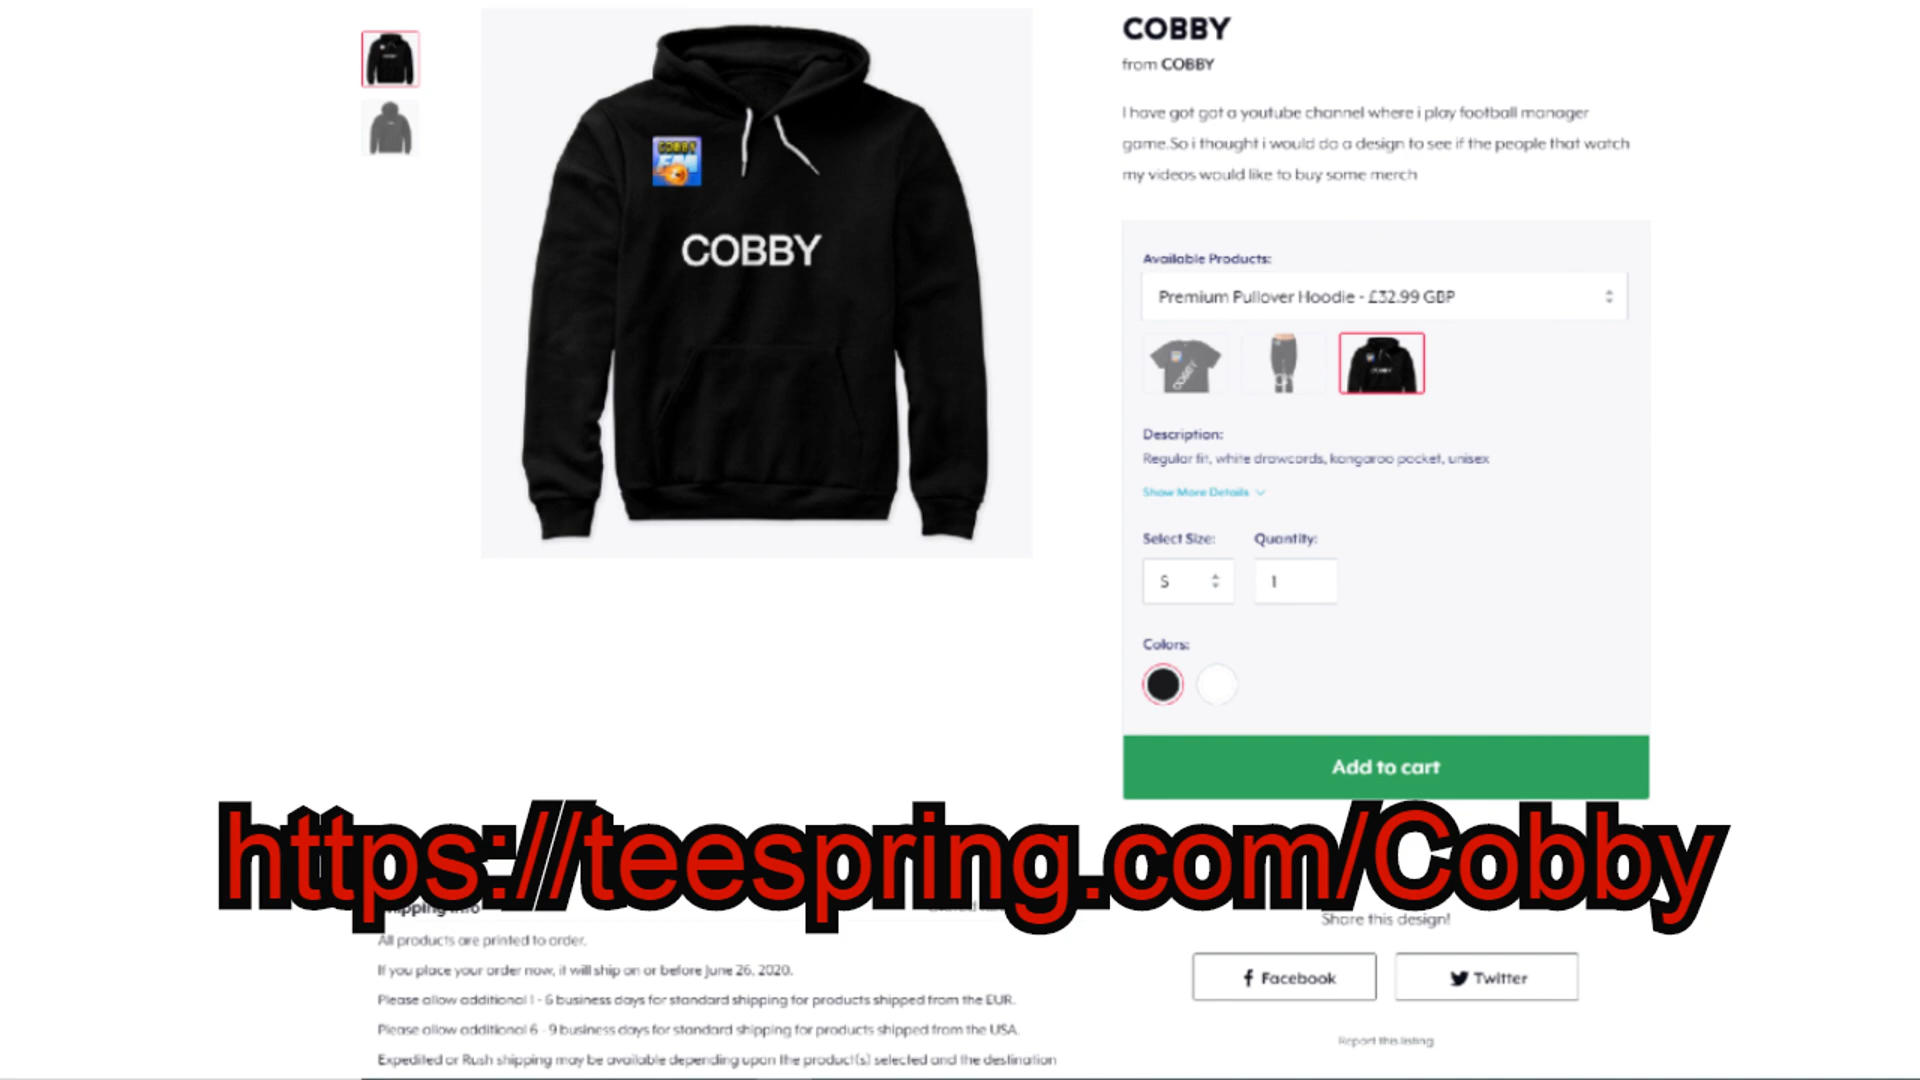 COBBY
from COBBY
I have got got a youtube channel where i play football manager
game.So i thought i would do a design to see if the people that watch
my videos would like to buy some merch
COBBY
FM
COBBY
Available Products:
Premium Pullover Hoodie - £32.99 GBP
COBBY
COBBY
Description:
Regular fit, white drawcords, kangaroo pocket, unisex
Show More Details
Select Size:
Quantity:
S
1
Colors:
Add to cart
https://teespring.com/Cobby
Shipping info
Share this design!
All products are printed to order.
If you place your order now, it will ship on or before June 26, 2020.
Please allow additional 1 - 6 business days for standard shipping for products shipped from the EUR.
Please allow additional 6 - 9 business days for standard shipping for products shipped from the USA.
Expedited or Rush shipping may be available depending upon the product(s) selected and the destination
Facebook
Twitter
Report this listing